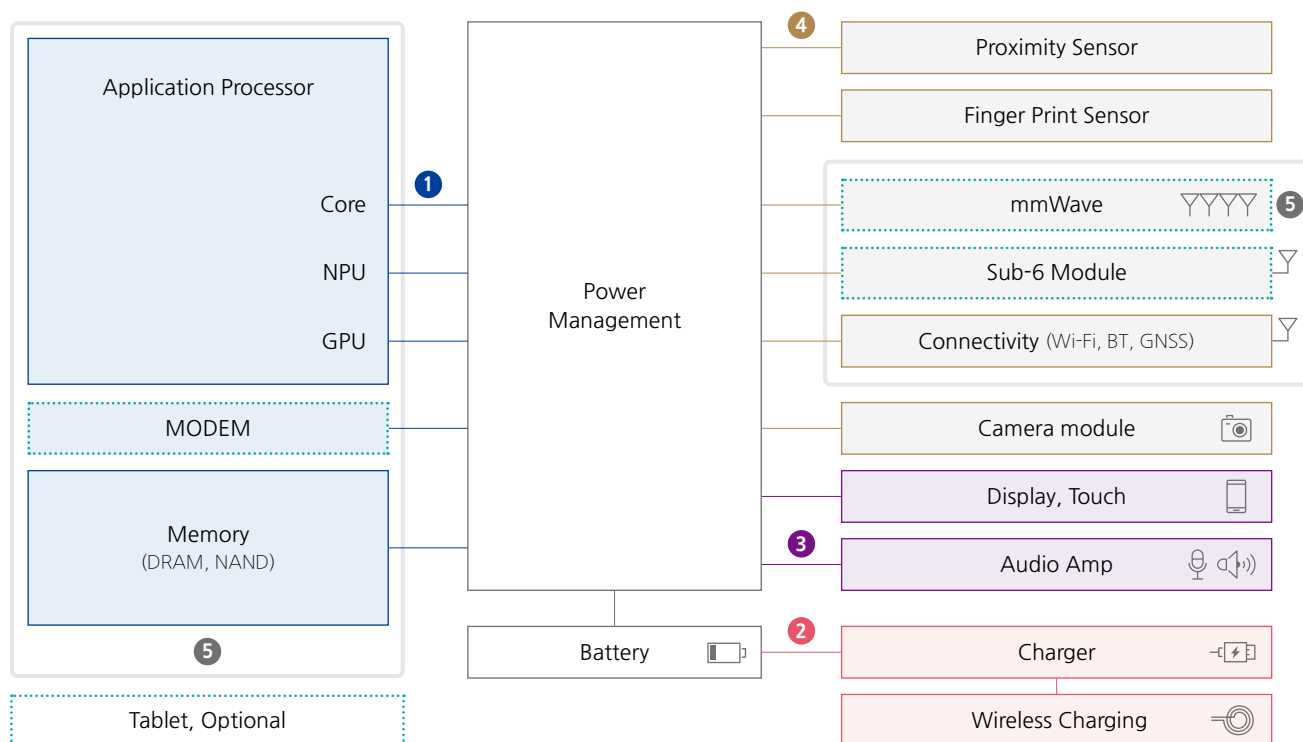 Application Processor
Core
NPU
GPU
MODEM
Memory
(DRAM, NAND)
5
Tablet, Optional
1
Power
Management
Battery
4
Proximity Sensor
Finger Print Sensor
mmWave
5
Sub-6 Module
Connectivity (Wi-Fi, BT, GNSS)
Camera module
Display, Touch
3
Audio Amp
2
Charger
Wireless Charging